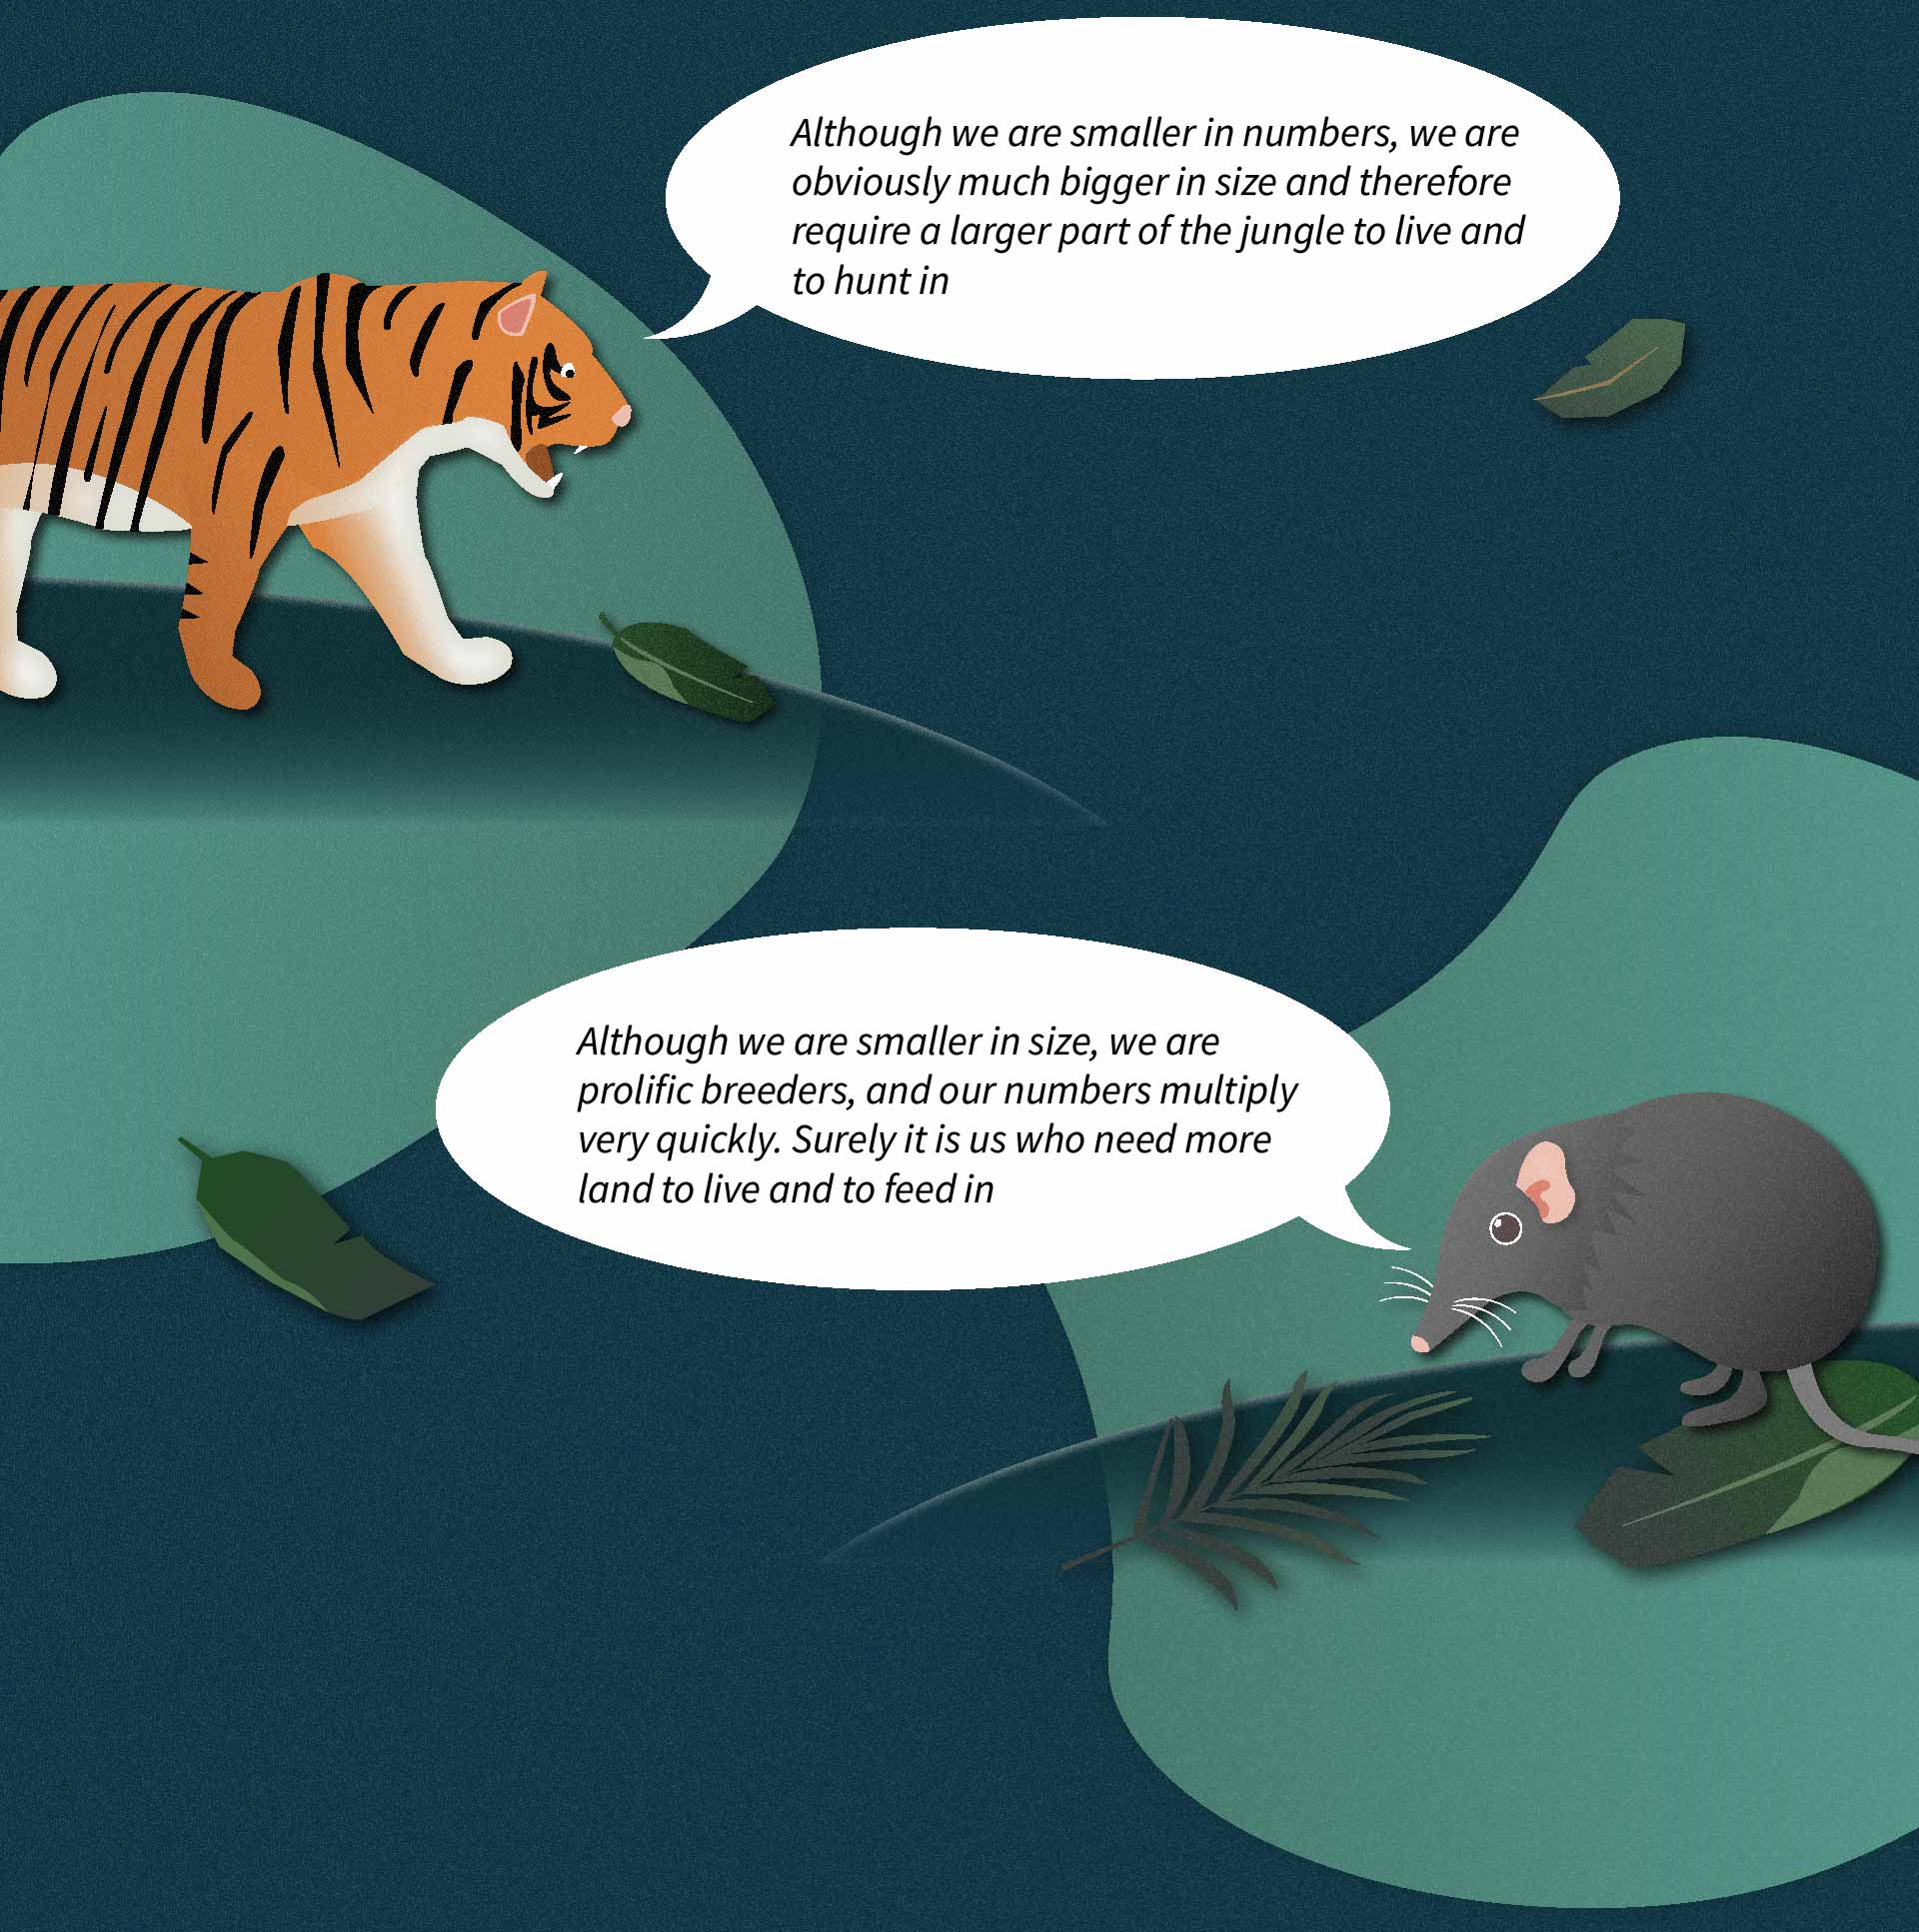 Although we are smaller in numbers, we are
obviously much bigger in size and therefore
require a larger part of the jungle to live and
to hunt in
Although we are smaller in size, we are
prolific breeders, and our numbers multiply
very quickly. Surely it is us who need more
land to live and to feed in